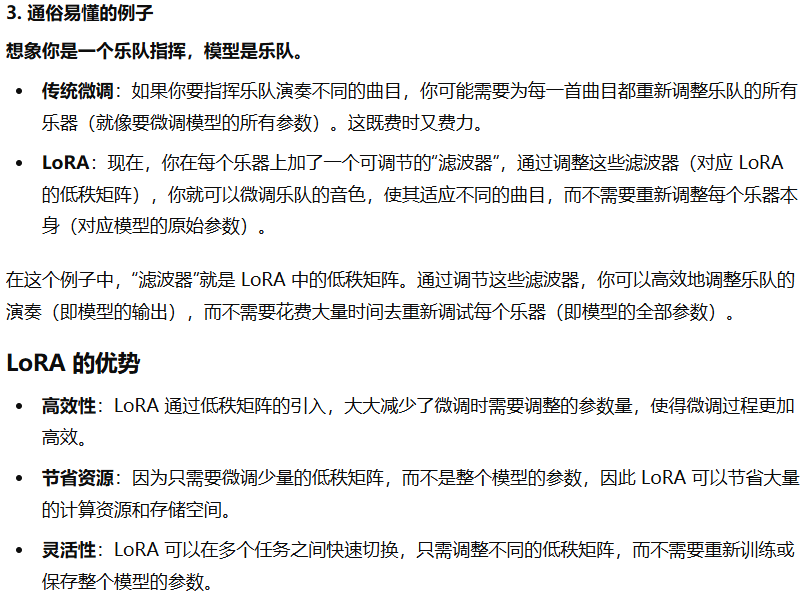 3. 通俗易懂的例子
想象你是一个乐队指挥，模型是乐队。
• 传统微调：如果你要指挥乐队演奏不同的曲目，你可能需要为每一首曲目都重新调整乐队的所有
乐器（就像要微调模型的所有参数）。这既费时又费力。
• LoRA：现在，你在每个乐器上加了一个可调节的“滤波器”，通过调整这些滤波器（对应 LoRA
的低秩矩阵），你就可以微调乐队的音色，使其适应不同的曲目，而不需要重新调整每个乐器本
身（对应模型的原始参数）。
在这个例子中，“滤波器”就是 LoRA 中的低秩矩阵。通过调节这些滤波器，你可以高效地调整乐队的
演奏（即模型的输出），而不需要花费大量时间去重新调试每个乐器（即模型的全部参数）。
LoRA 的优势
• 高效性：LoRA 通过低秩矩阵的引入，大大减少了微调时需要调整的参数量，使得微调过程更加
高效。
• 节省资源：因为只需要微调少量的低秩矩阵，而不是整个模型的参数，因此 LoRA 可以节省大量
的计算资源和存储空间。
• 灵活性：LoRA 可以在多个任务之间快速切换，只需调整不同的低秩矩阵，而不需要重新训练或
保存整个模型的参数。